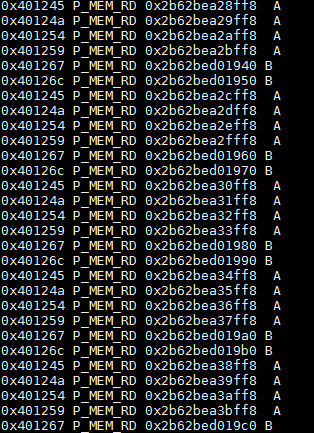 0x401245 P_MEM_RD 0x2b62bea28ff8 A
0x40124a P_MEM_RD 0x2b62bea29ff8 A
0x401254 P_MEM_RD 0x2b62bea2aff8 A
0x401259 P_MEM_RD 0x2b62bea2bff8 A
0x401267 P_MEM_RD 0x2b62bed01940 B
0x40126c P_MEM_RD 0x2b62bed01950 B
0x401245 P_MEM_RD 0x2b62bea2cff8 A
0x40124a P_MEM_RD 0x2b62bea2dff8 A
0x401254 P_MEM_RD 0x2b62bea2eff8 A
0x401259 P_MEM_RD 0x2b62bea2fff8 A
0x401267 P_MEM_RD 0x2b62bed01960 B
0x40126c P_MEM_RD 0x2b62bed01970 B
0x401245 P_MEM_RD 0x2b62bea30ff8 A
0x40124a P_MEM_RD 0x2b62bea31ff8 A
0x401254 P_MEM_RD 0x2b62bea32ff8 A
0x401259 P_MEM_RD 0x2b62bea33ff8 A
0x401267 P_MEM_RD 0x2b62bed01980 B
0x40126c P_MEM_RD 0x2b62bed01990 B
0x401245 P_MEM_RD 0x2b62bea34ff8 A
0x40124a P_MEM_RD 0x2b62bea35ff8 A
0x401254 P_MEM_RD 0x2b62bea36ff8 A
0x401259 P_MEM_RD 0x2b62bea37ff8 A
0x401267 P_MEM_RD 0x2b62bed019a0 B
0x40126c P_MEM_RD 0x2b62bed019b0 B
0x401245 P_MEM_RD 0x2b62bea38ff8 A
0x40124a P_MEM_RD 0x2b62bea39ff8 A
0x401254 P_MEM_RD 0x2b62bea3aff8 A
0x401259 P_MEM_RD 0x2b62bea3bff8 A
0x401267 P_MEM_RD 0x2b62bed019c0 B